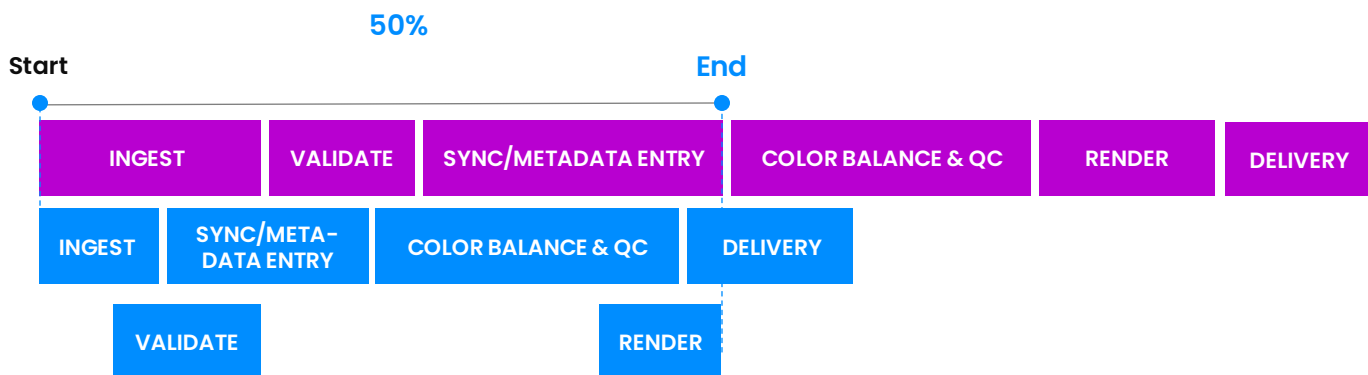 50%
Start
End
INGEST
VALIDATE
SYNC/METADATA ENTRY
COLOR BALANCE & QC
RENDER
DELIVERY
INGEST
SYNC/META-
DATA ENTRY
COLOR BALANCE & QC
DELIVERY
VALIDATE
RENDER